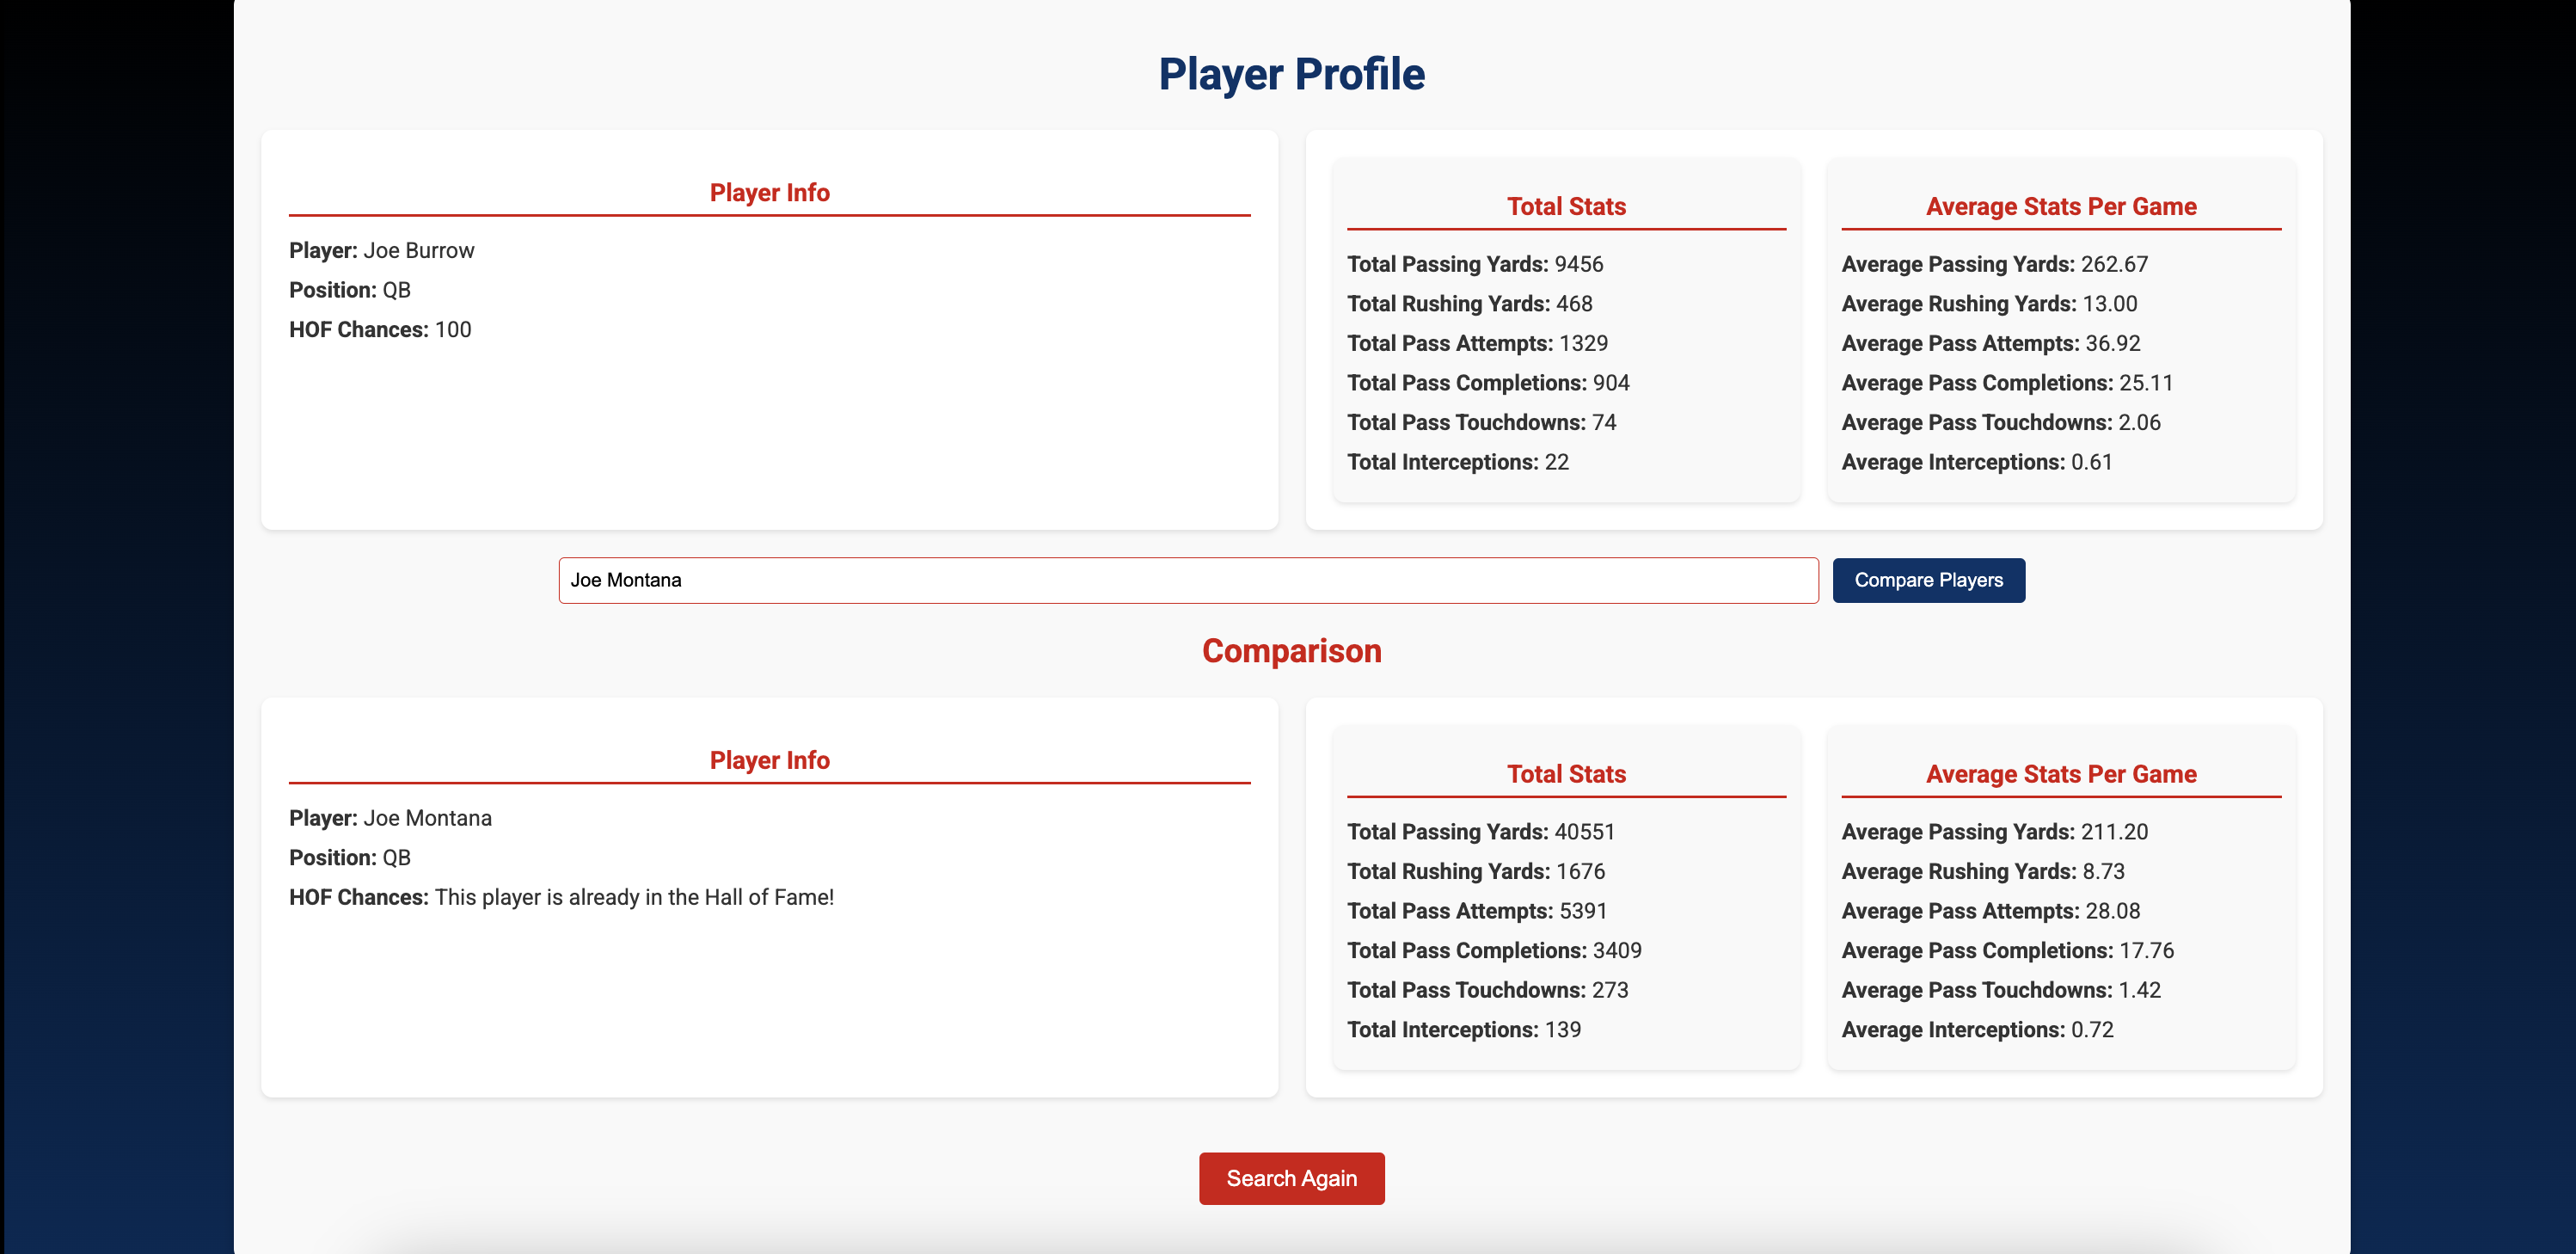 Player Profile
Player Info
Player: Joe Burrow
Position: QB
HOF Chances: 100
Total Stats
Total Passing Yards: 9456
Total Rushing Yards: 468
Total Pass Attempts: 1329
Total Pass Completions: 904
Total Pass Touchdowns: 74
Total Interceptions: 22
Average Stats Per Game
Average Passing Yards: 262.67
Average Rushing Yards: 13.00
Average Pass Attempts: 36.92
Average Pass Completions: 25.11
Average Pass Touchdowns: 2.06
Average Interceptions: 0.61
Joe Montana
Compare Players
Comparison
Player Info
Player: Joe Montana
Position: QB
HOF Chances: This player is already in the Hall of Fame!
Total Stats
Total Passing Yards: 40551
Total Rushing Yards: 1676
Total Pass Attempts: 5391
Total Pass Completions: 3409
Total Pass Touchdowns: 273
Total Interceptions: 139
Average Stats Per Game
Average Passing Yards: 211.20
Average Rushing Yards: 8.73
Average Pass Attempts: 28.08
Average Pass Completions: 17.76
Average Pass Touchdowns: 1.42
Average Interceptions: 0.72
Search Again